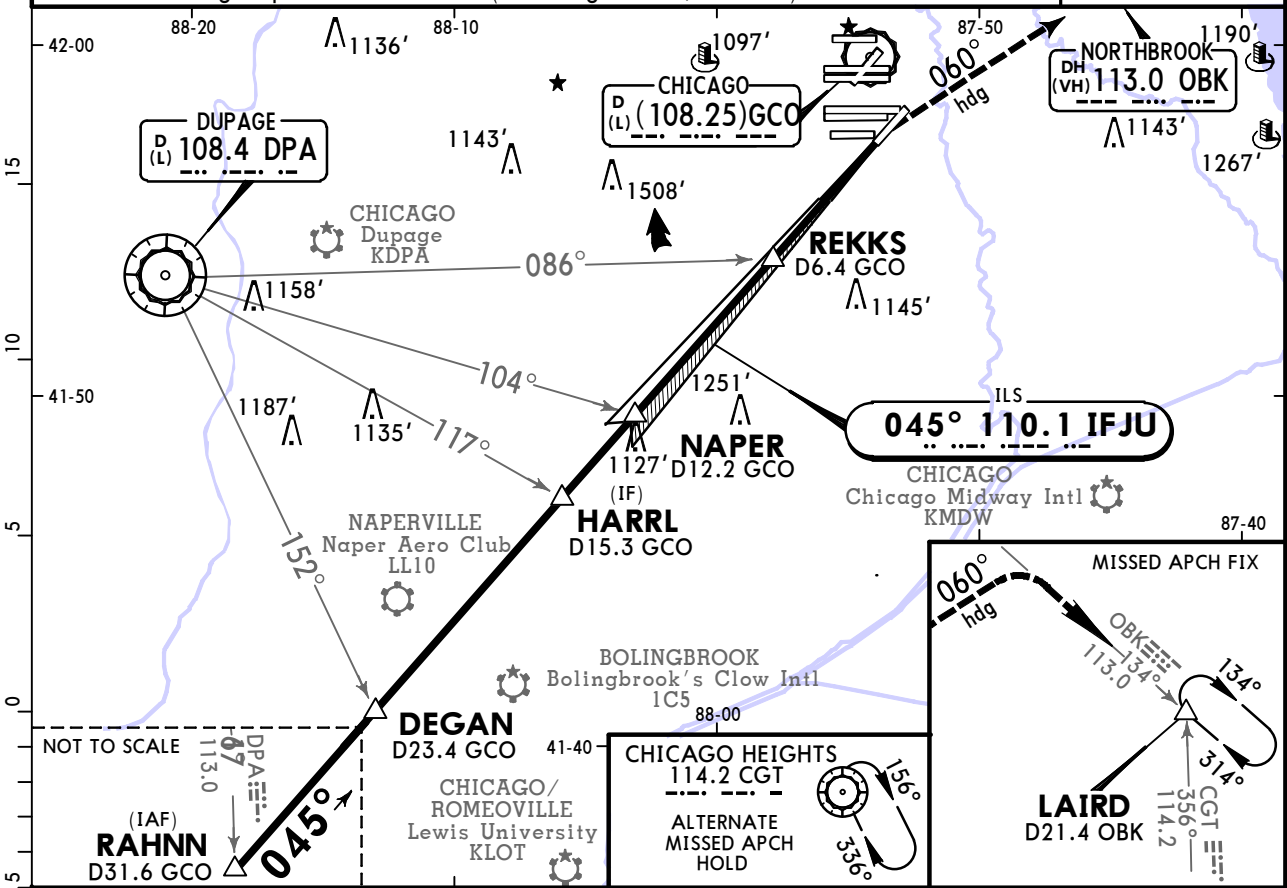 88-20
88-10
87-50
42-00
1136'
1097'
060°
hdg
NORTHBROOK
DH
(VH) 113.0 OBK
1190'
CHICAGO
D
(L) (108.25)GCO
DUPAGE
D
(L) 108.4 DPA
1143'
1143'
1267'
15
1508'
CHICAGO
Dupage
KDPA
REKKS
D6.4 GCO
086°
1158'
1145'
10
104°
41-50
1251'
ILS
045° 110.1 IFJU
1187'
1135'
117°
1127'
NAPER
D12.2 GCO
(IF)
HARRL
D15.3 GCO
CHICAGO
Chicago Midway Intl
KMDW
5
NAPERVILLE
Naper Aero Club
LL10
152°
87-40
MISSED APCH FIX
060°
hdg
OBK
134°
113.0
134°
314°
BOLINGBROOK
Bolingbrook's Clow Intl
1C5
0
DEGAN
D23.4 GCO
88-00
NOT TO SCALE
41-40
DPA
113.0
CHICAGO HEIGHTS
114.2 CGT
156°
336°
ALTERNATE
MISSED APCH
HOLD
LAIRD
D21.4 OBK
CGT
356°
114.2
CHICAGO/
ROMEOVILLE
Lewis University
KLOT
045°
(IAF)
RAHNN
D31.6 GCO
5